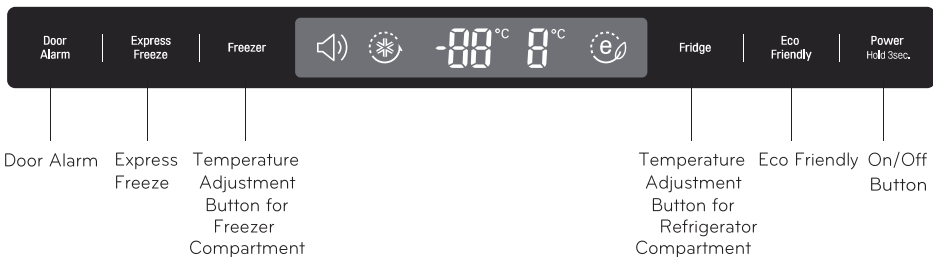 Door
Alarm
Express
Freeze
Freezer
-88°C 8°C
e
Fridge
Eco
Friendly
Power
Hold 3sec.
Door Alarm
Express
Freeze
Temperature
Adjustment
Button for
Freezer
Compartment
Temperature
Adjustment
Button for
Refrigerator
Compartment
Eco Friendly
On/Off
Button